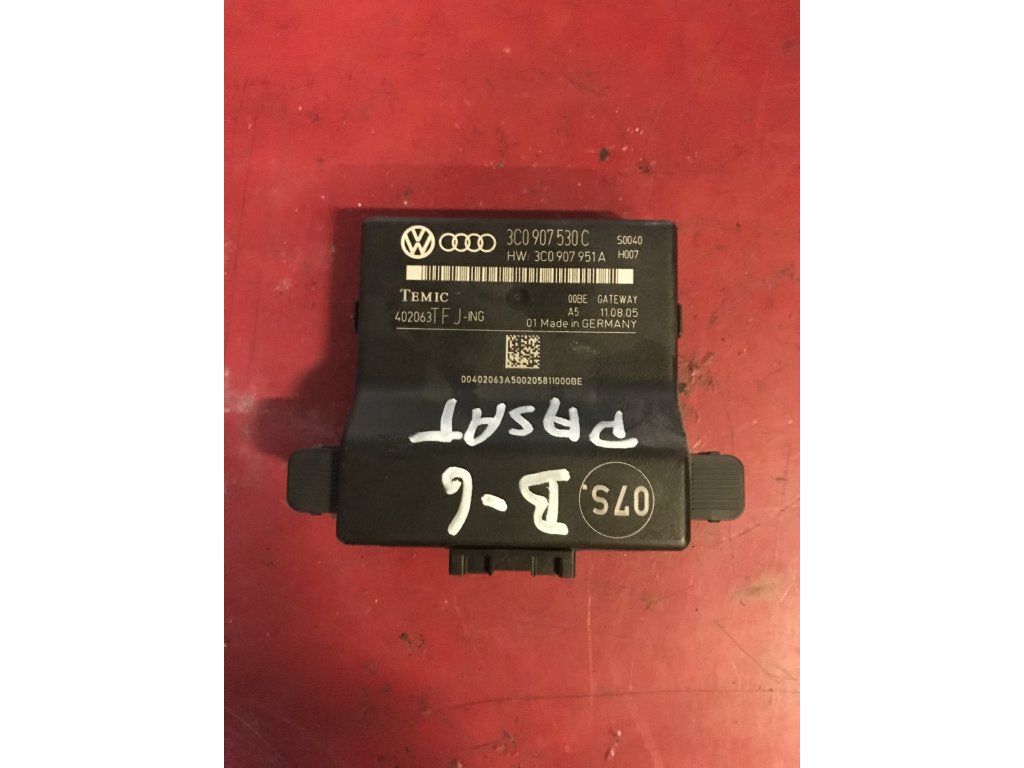 3C0 907 530 C S0040
HW: 3C0 907 951 A H007
TEMIC 00BE GATEWAY
402063TFJ-ING A5 11.08.05
01 Made in GERMANY
00402063A500205811000BE
PASAT
B-6
07S.